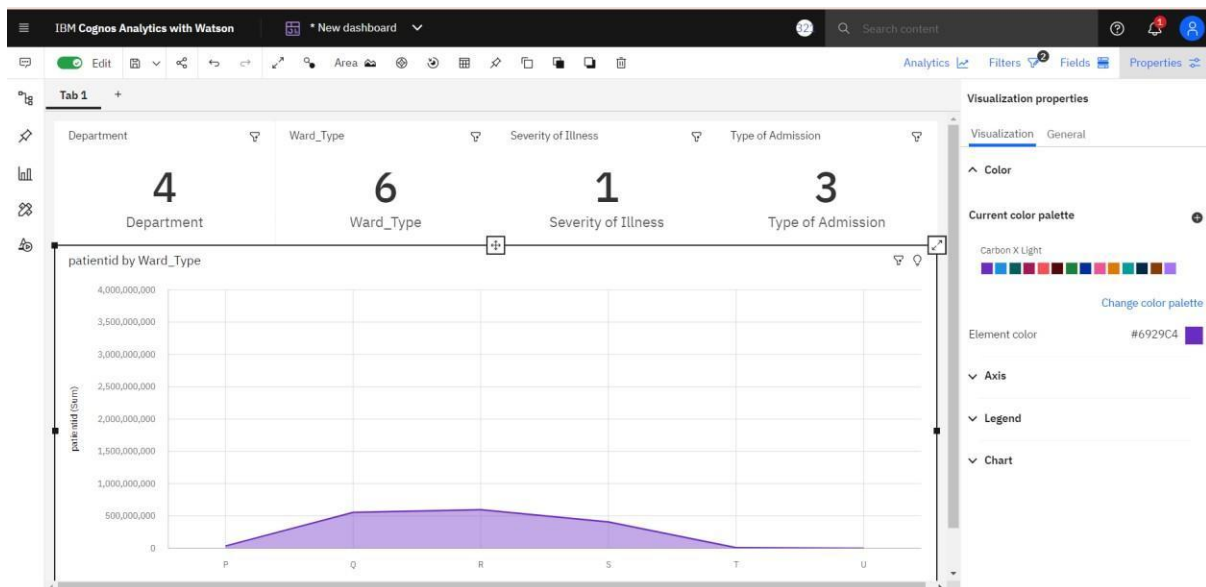 IBM Cognos Analytics with Watson
* New dashboard
Search content
1
Edit
Area
Analytics
Filters
2
Fields
Properties
Tab 1 +
Department
Ward_Type
Severity of Illness
Type of Admission
4
6
1
3
Department
Ward_Type
Severity of Illness
Type of Admission
patientid by Ward_Type
patientid (Sum)
4,000,000,000
3,500,000,000
3,000,000,000
2,500,000,000
2,000,000,000
1,500,000,000
1,000,000,000
500,000,000
0
P Q R S T U
Visualization properties
Visualization General
Color
Current color palette
Carbon X Light
Change color palette
Element color #6929C4
Axis
Legend
Chart